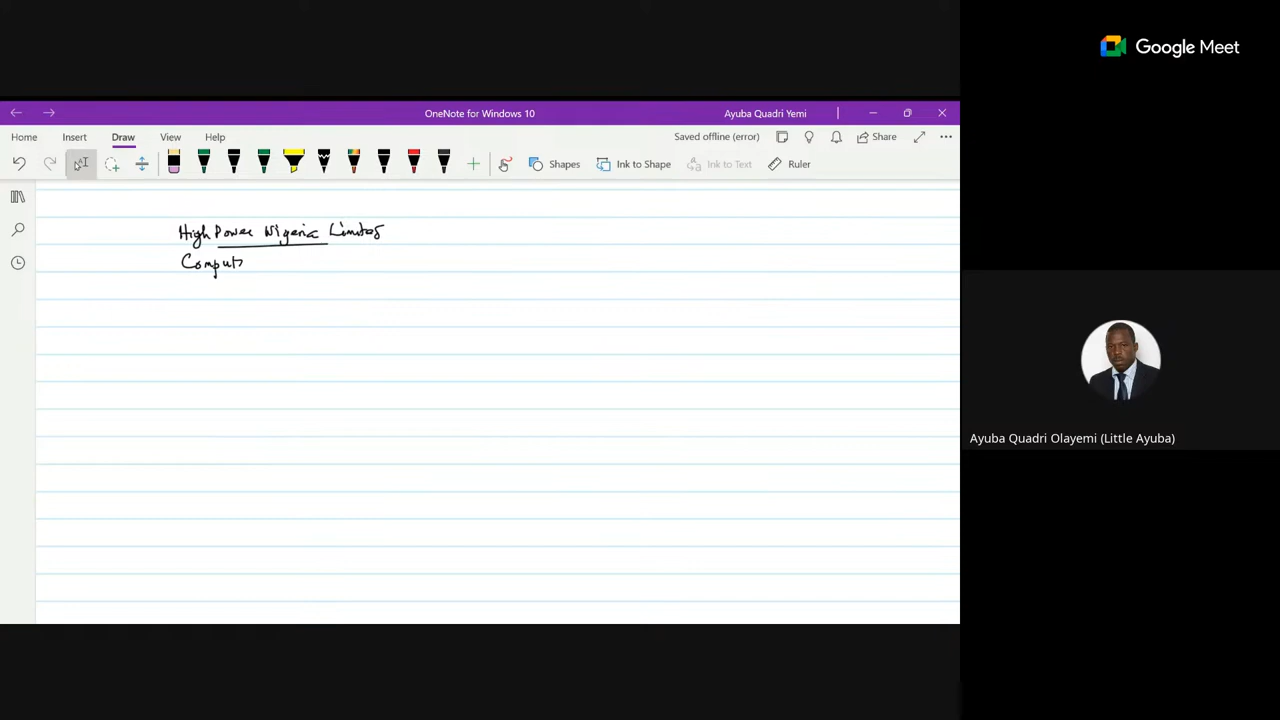 Google Meet
OneNote for Windows 10
Ayuba Quadri Yemi
Home
Insert
Draw
View
Help
Saved offline (error)
Share
Shapes
Ink to Shape
Ink to Text
Ruler
High Power Nigeria Limited
Comput
Ayuba Quadri Olayemi (Little Ayuba)